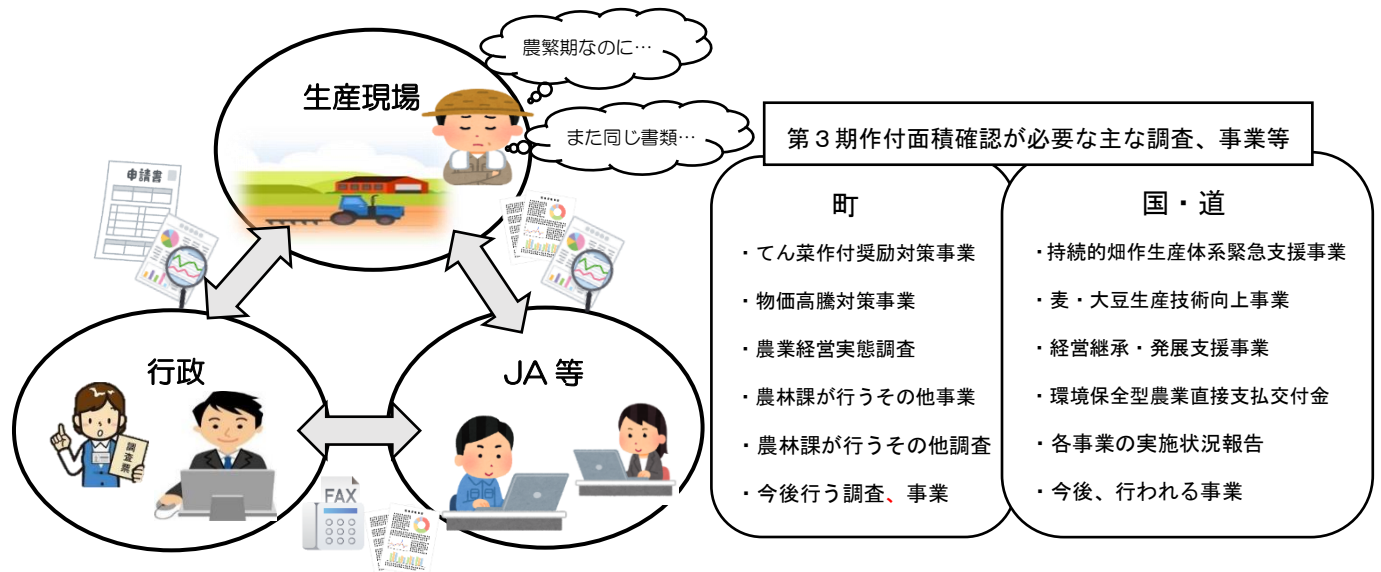 農繁期なのに…
また同じ書類…
生産現場
申請書
行政
調査票
JA 等
FAX
第３期作付面積確認が必要な主な調査、事業等
町
・てん菜作付奨励対策事業
・物価高騰対策事業
・農業経営実態調査
・農林課が行うその他事業
・農林課が行うその他調査
・今後行う調査、事業
国・道
・持続的畑作生産体系緊急支援事業
・麦・大豆生産技術向上事業
・経営継承・発展支援事業
・環境保全型農業直接支払交付金
・各事業の実施状況報告
・今後、行われる事業